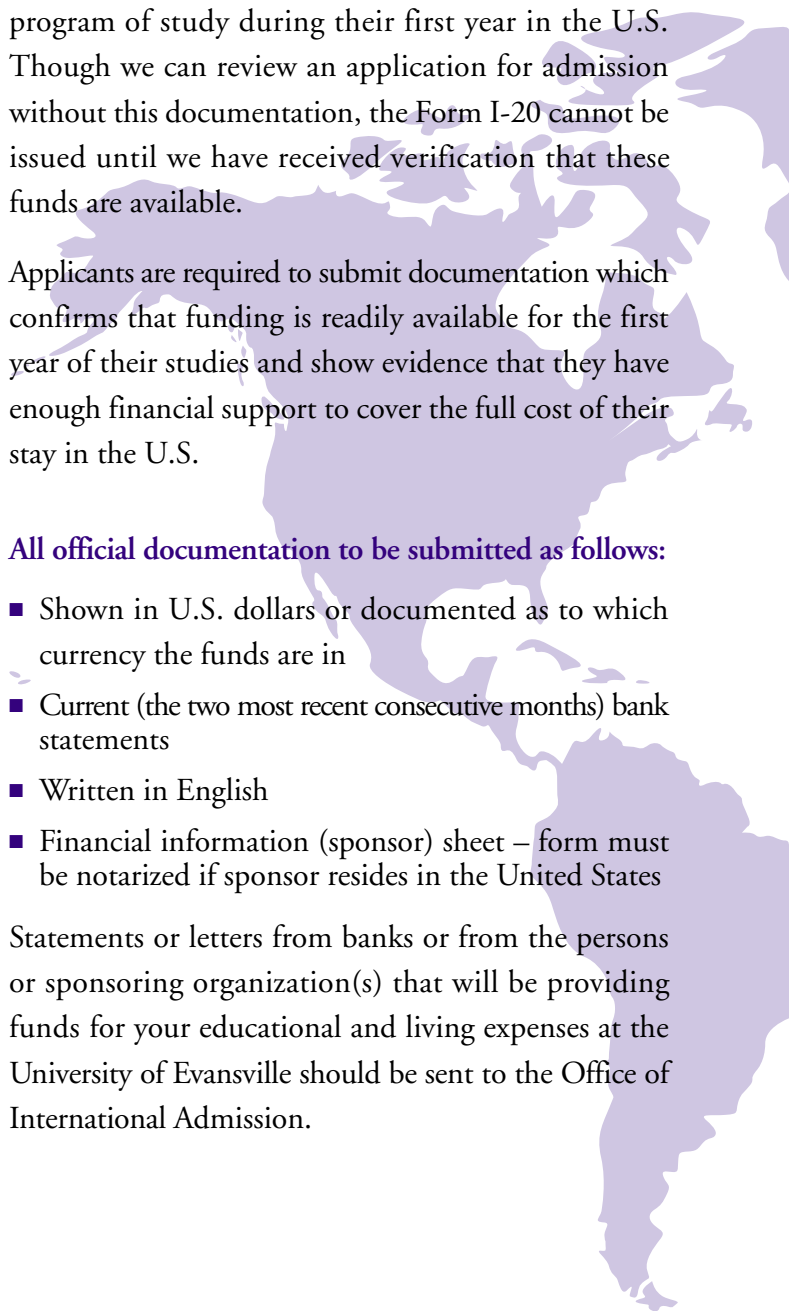 program of study during their first year in the U.S.
Though we can review an application for admission
without this documentation, the Form I-20 cannot be
issued until we have received verification that these
funds are available.
Applicants are required to submit documentation which
confirms that funding is readily available for the first
year of their studies and show evidence that they have
enough financial support to cover the full cost of their
stay in the U.S.
All official documentation to be submitted as follows:
■ Shown in U.S. dollars or documented as to which
currency the funds are in
■ Current (the two most recent consecutive months) bank
statements
■ Written in English
■ Financial information (sponsor) sheet – form must
be notarized if sponsor resides in the United States
Statements or letters from banks or from the persons
or sponsoring organization(s) that will be providing
funds for your educational and living expenses at the
University of Evansville should be sent to the Office of
International Admission.